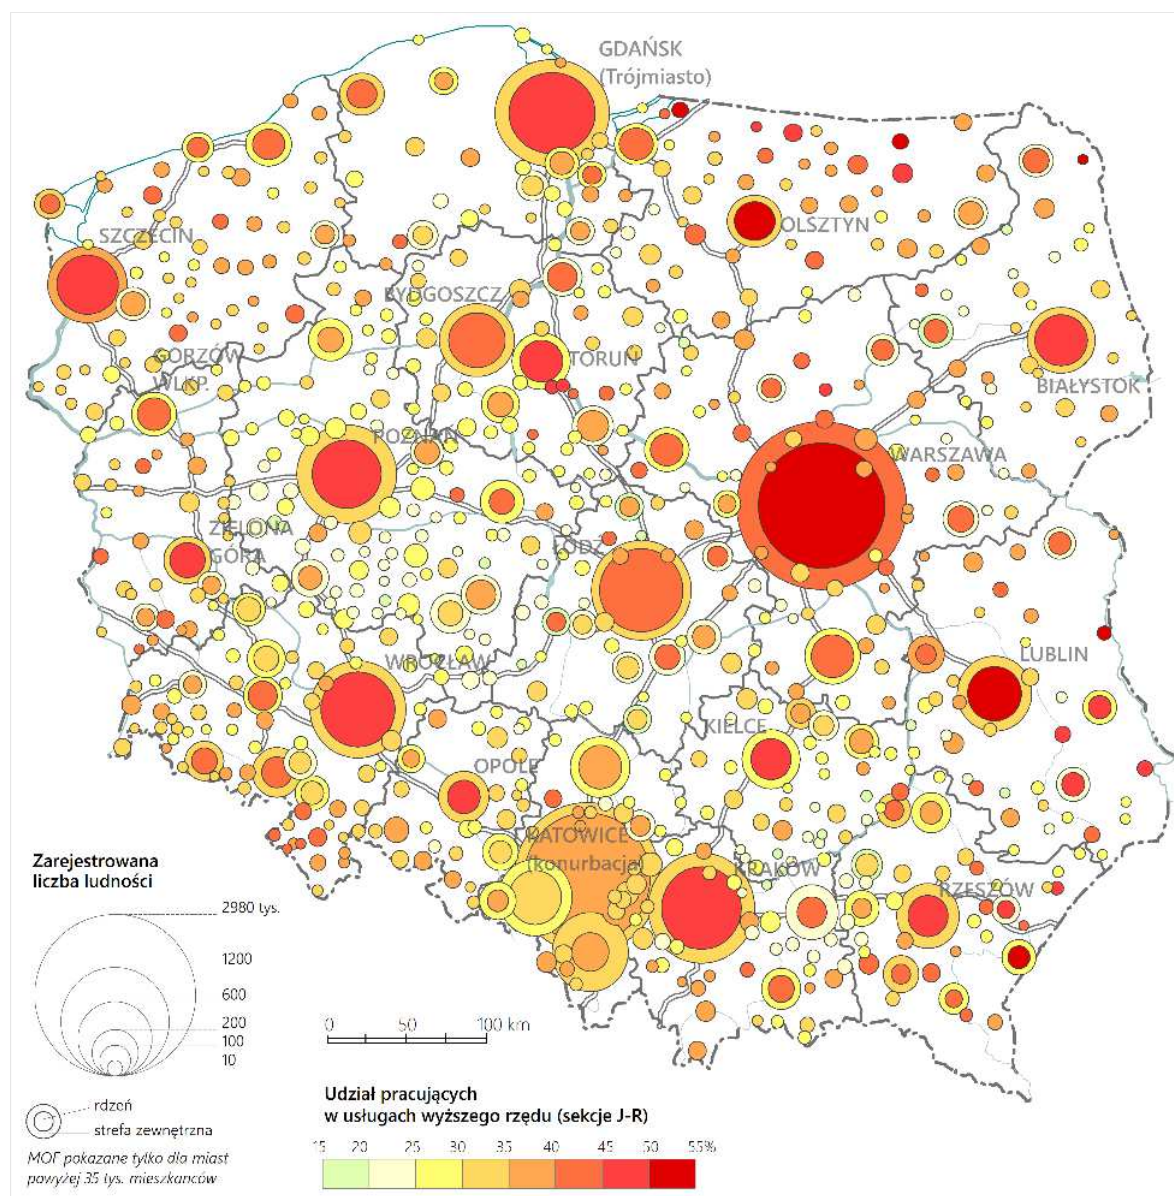 GDAŃSK
(Trójmiasto)
SZCZECIN
OLSZTYN
BYDGOSZCZ
GORZÓW
WLKP.
TORUŃ
BIAŁYSTOK
POZNAŃ
WARSZAWA
ZIELONA
GÓRA
ŁÓDŹ
WROCŁAW
LUBLIN
KIELCE
OPOLE
KATOWICE
(konurbacja)
KRAKÓW
RZESZÓW
Zarejestrowana
liczba ludności
2980 tys.
1200
600
200
100
10
rdzeń
strefa zewnętrzna
MOF pokazane tylko dla miast
powyżej 35 tys. mieszkańców
0 50 100 km
Udział pracujących
w usługach wyższego rzędu (sekcje J-R)
15 20 25 30 35 40 45 50 55%